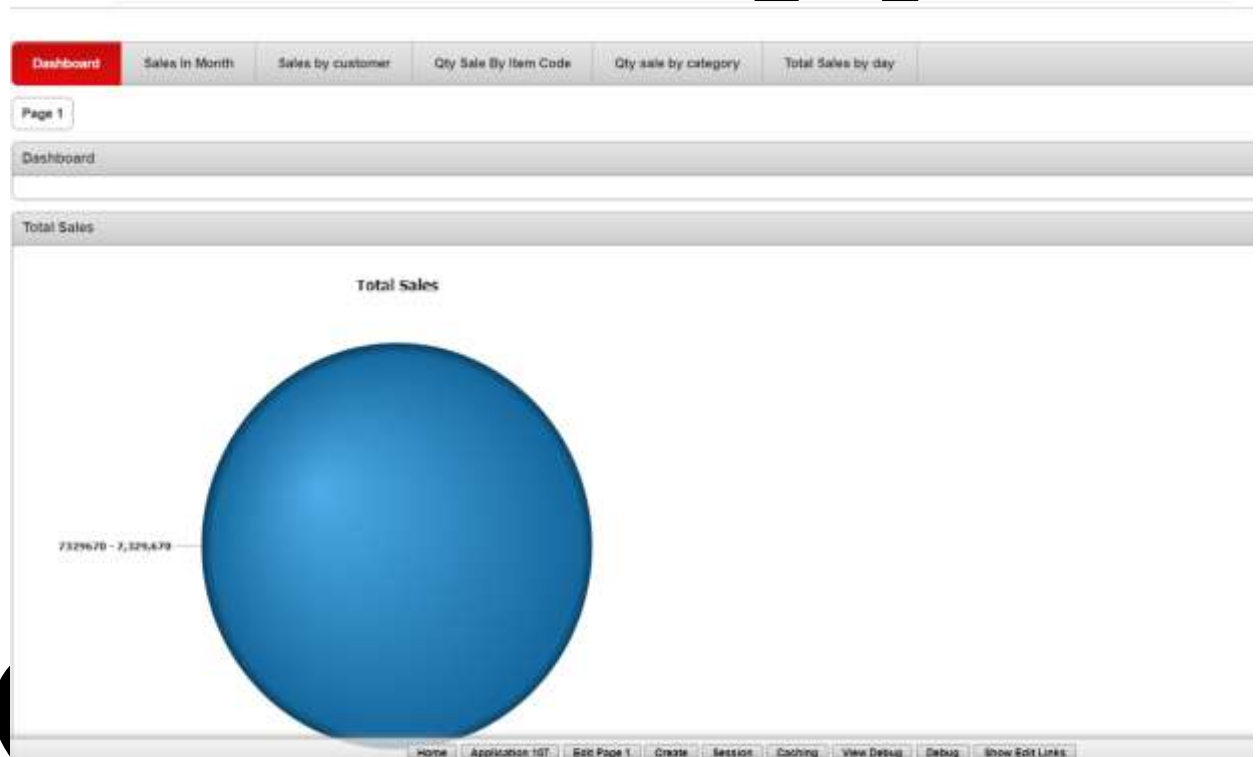 Dashboard Sales in Month Sales by customer Qty Sale By Item Code Qty sale by category Total Sales by day
Page 1
Dashboard
Total Sales
Total Sales
7329670 - 7,329,670
Home Application 107 Edit Page 1 Create Session Caching View Debug Debug Show Edit Links